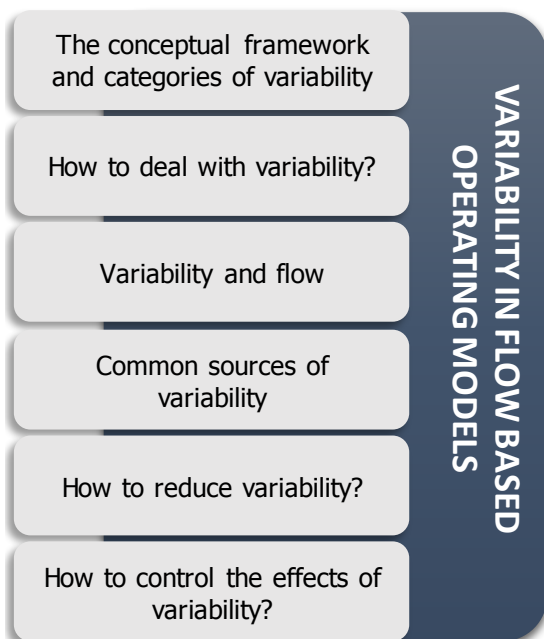 The conceptual framework
and categories of variability
How to deal with variability?
Variability and flow
Common sources of
variability
How to reduce variability?
How to control the effects of
variability?
VARIABILITY IN FLOW BASED
OPERATING MODELS